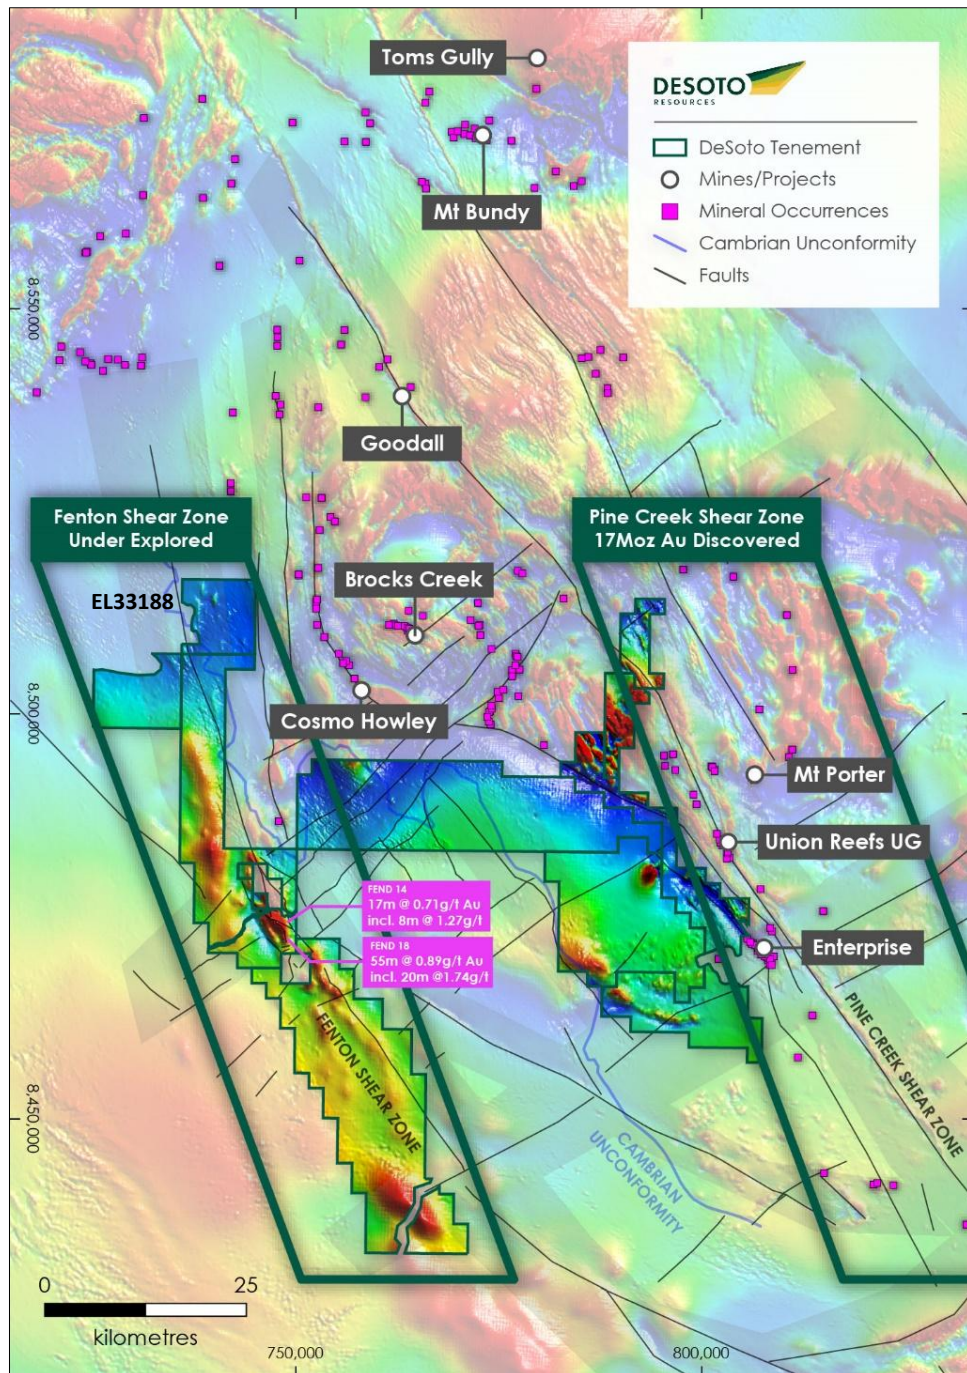 Toms Gully
DESOTO
RESOURCES
DeSoto Tenement
Mines/Projects
Mineral Occurrences
Cambrian Unconformity
Faults
Mt Bundy
8,550,000
Goodall
Fenton Shear Zone
Under Explored
Pine Creek Shear Zone
17Moz Au Discovered
EL33188
Brocks Creek
8,500,000
Cosmo Howley
Mt Porter
Union Reefs UG
FEND 14
17m @ 0.71g/t Au
incl. 8m @ 1.27g/t
FEND 18
55m @ 0.89g/t Au
incl. 20m @1.74g/t
Enterprise
FENTON SHEAR ZONE
PINE CREEK SHEAR ZONE
8,450,000
CAMBRIAN
UNCONFORMITY
0 25
kilometres
750,000
800,000